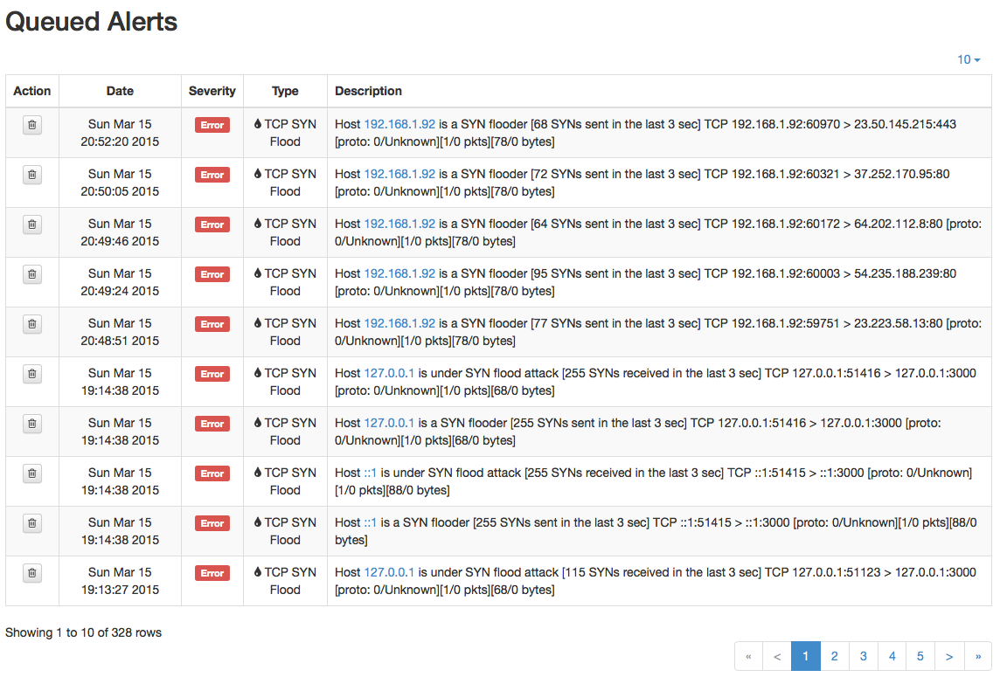 Queued Alerts
10
Action Date Severity Type Description
Sun Mar 15 20:52:20 2015 Error TCP SYN Flood Host 192.168.1.92 is a SYN flooder [68 SYNs sent in the last 3 sec] TCP 192.168.1.92:60970 > 23.50.145.215:443
[proto: 0/Unknown][1/0 pkts][78/0 bytes]
Sun Mar 15 20:50:05 2015 Error TCP SYN Flood Host 192.168.1.92 is a SYN flooder [72 SYNs sent in the last 3 sec] TCP 192.168.1.92:60321 > 37.252.170.95:80
[proto: 0/Unknown][1/0 pkts][78/0 bytes]
Sun Mar 15 20:49:46 2015 Error TCP SYN Flood Host 192.168.1.92 is a SYN flooder [64 SYNs sent in the last 3 sec] TCP 192.168.1.92:60172 > 64.202.112.8:80 [proto:
0/Unknown][1/0 pkts][78/0 bytes]
Sun Mar 15 20:49:24 2015 Error TCP SYN Flood Host 192.168.1.92 is a SYN flooder [95 SYNs sent in the last 3 sec] TCP 192.168.1.92:60003 > 54.235.188.239:80
[proto: 0/Unknown][1/0 pkts][78/0 bytes]
Sun Mar 15 20:48:51 2015 Error TCP SYN Flood Host 192.168.1.92 is a SYN flooder [77 SYNs sent in the last 3 sec] TCP 192.168.1.92:59751 > 23.223.58.13:80 [proto:
0/Unknown][1/0 pkts][78/0 bytes]
Sun Mar 15 19:14:38 2015 Error TCP SYN Flood Host 127.0.0.1 is under SYN flood attack [255 SYNs received in the last 3 sec] TCP 127.0.0.1:51416 > 127.0.0.1:3000
[proto: 0/Unknown][1/0 pkts][68/0 bytes]
Sun Mar 15 19:14:38 2015 Error TCP SYN Flood Host 127.0.0.1 is a SYN flooder [255 SYNs sent in the last 3 sec] TCP 127.0.0.1:51416 > 127.0.0.1:3000 [proto:
0/Unknown][1/0 pkts][68/0 bytes]
Sun Mar 15 19:14:38 2015 Error TCP SYN Flood Host ::1 is under SYN flood attack [255 SYNs received in the last 3 sec] TCP ::1:51415 > ::1:3000 [proto: 0/Unknown]
[1/0 pkts][88/0 bytes]
Sun Mar 15 19:14:38 2015 Error TCP SYN Flood Host ::1 is a SYN flooder [255 SYNs sent in the last 3 sec] TCP ::1:51415 > ::1:3000 [proto: 0/Unknown][1/0 pkts][88/0
bytes]
Sun Mar 15 19:13:27 2015 Error TCP SYN Flood Host 127.0.0.1 is under SYN flood attack [115 SYNs received in the last 3 sec] TCP 127.0.0.1:51123 > 127.0.0.1:3000
[proto: 0/Unknown][1/0 pkts][68/0 bytes]
Showing 1 to 10 of 328 rows
« < 1 2 3 4 5 > »